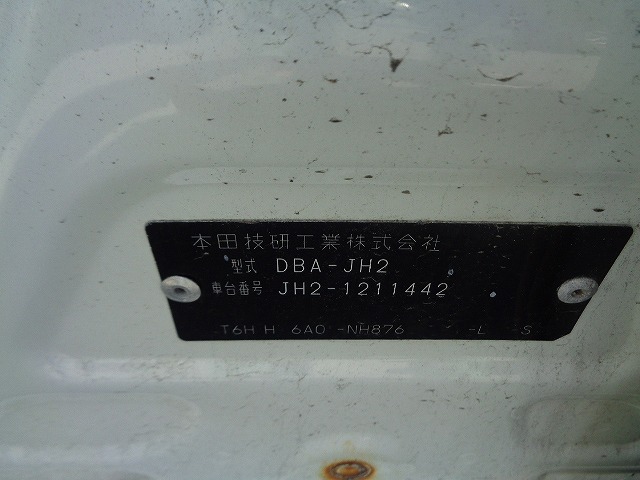 本田技研工業株式会社
型式 DBA-JH2
車台番号 JH2-1211442
T6H H 6A0 -NH876 -L S